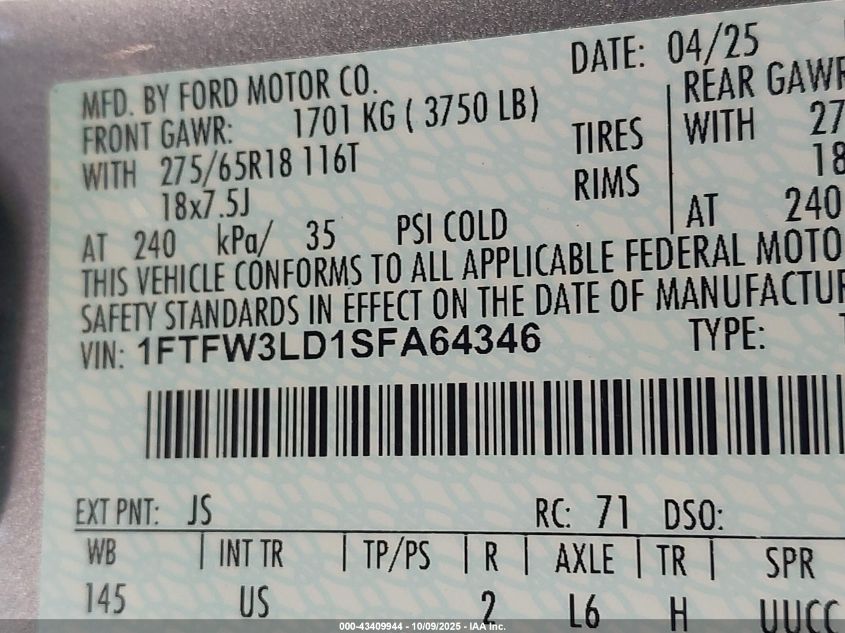 DATE: 04/25
MFD. BY FORD MOTOR CO.
REAR GAWR
FRONT GAWR: 1701 KG ( 3750 LB)
WITH 275/65R18 116T TIRES WITH 27
18x7.5J RIMS 18
AT 240 kPa/ 35 PSI COLD AT 240
THIS VEHICLE CONFORMS TO ALL APPLICABLE FEDERAL MOTO
SAFETY STANDARDS IN EFFECT ON THE DATE OF MANUFACTUR
VIN: 1FTFW3LD1SFA64346 TYPE:
EXT PNT: JS RC: 71 DSO:
WB | INT TR | TP/PS | R | AXLE | TR | SPR
145 US 2 L6 H UUCC
000-43409944 - 10/09/2025 - IAA Inc.